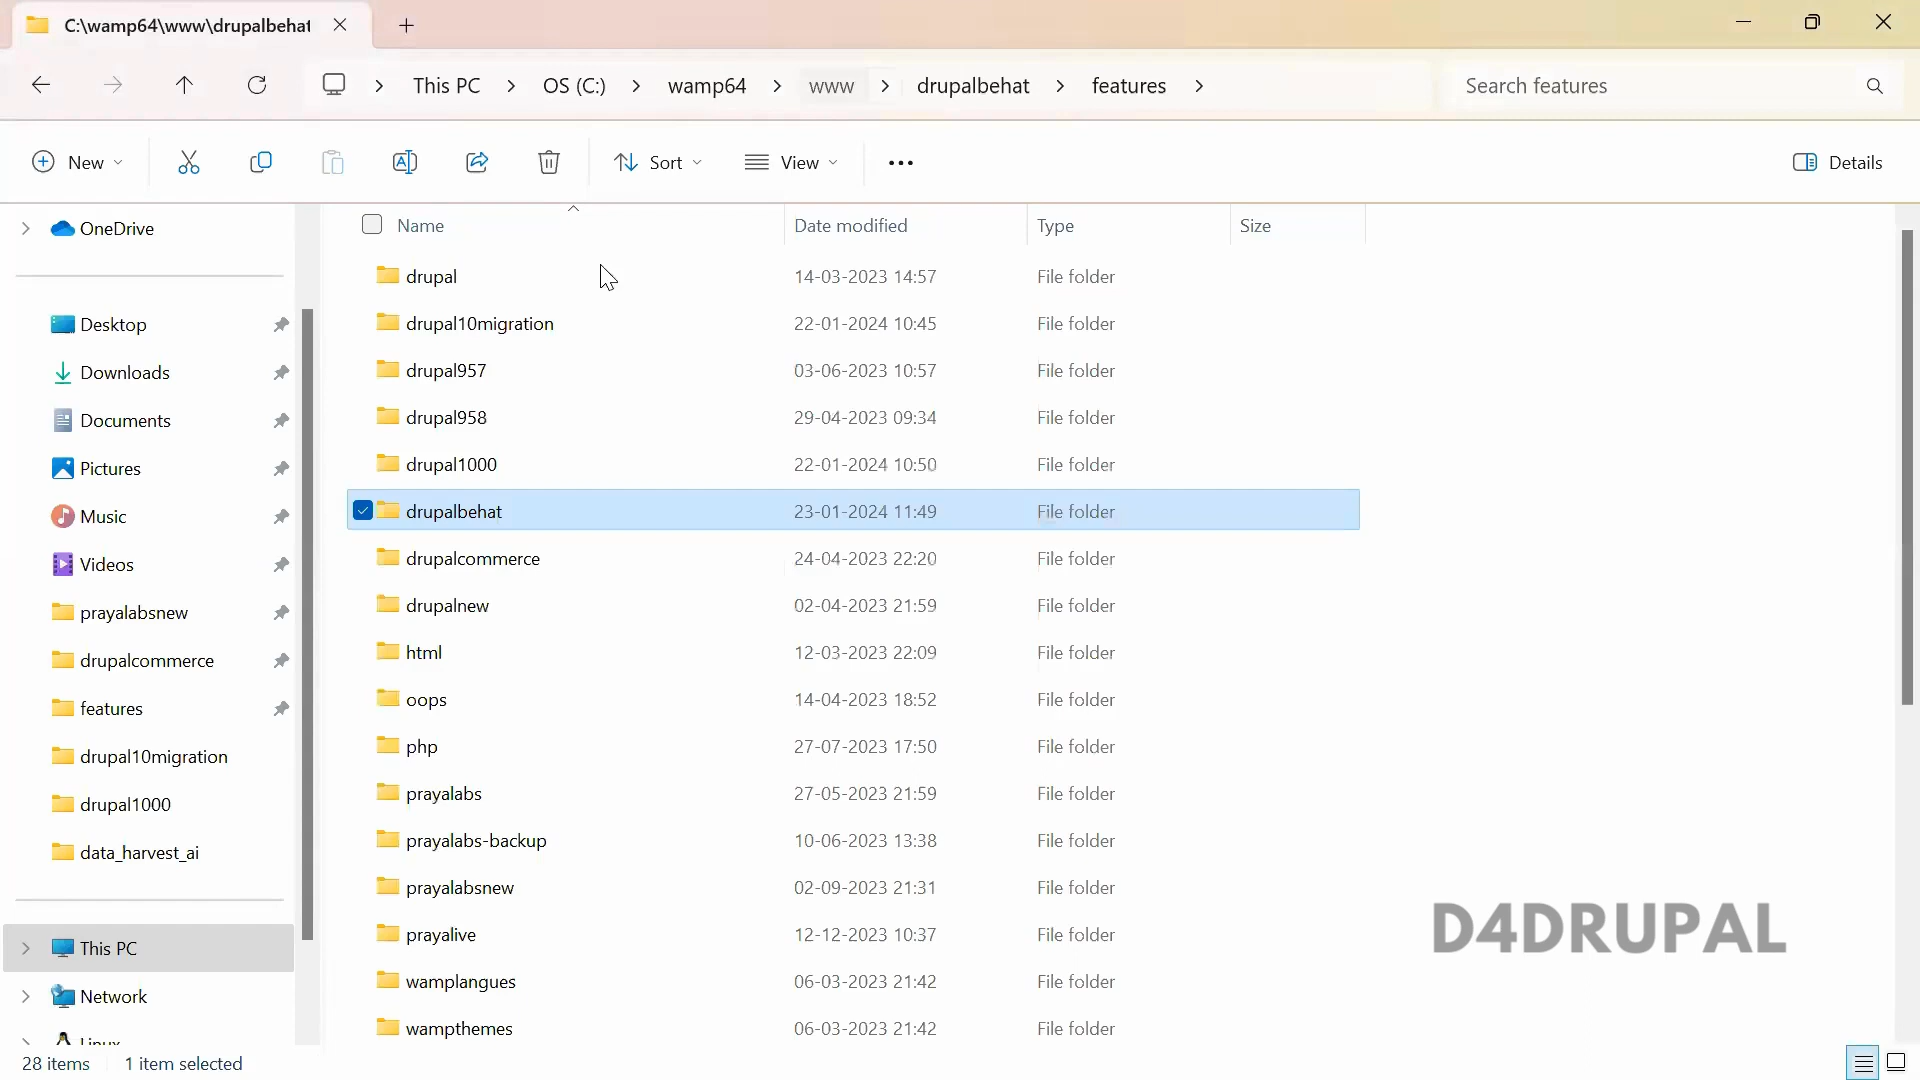 C:\wamp64\www\drupalbehat
This PC > OS (C:) > wamp64 > www > drupalbehat > features >
Search features
New
Sort
View
Details
OneDrive
Desktop
Downloads
Documents
Pictures
Music
Videos
prayalabsnew
drupalcommerce
features
drupal10migration
drupal1000
data_harvest_ai
This PC
Network
Linux
Name Date modified Type Size
drupal 14-03-2023 14:57 File folder
drupal10migration 22-01-2024 10:45 File folder
drupal957 03-06-2023 10:57 File folder
drupal958 29-04-2023 09:34 File folder
drupal1000 22-01-2024 10:50 File folder
drupalbehat 23-01-2024 11:49 File folder
drupalcommerce 24-04-2023 22:20 File folder
drupalnew 02-04-2023 21:59 File folder
html 12-03-2023 22:09 File folder
oops 14-04-2023 18:52 File folder
php 27-07-2023 17:50 File folder
prayalabs 27-05-2023 21:59 File folder
prayalabs-backup 10-06-2023 13:38 File folder
prayalabsnew 02-09-2023 21:31 File folder
prayalive 12-12-2023 10:37 File folder
wamplangues 06-03-2023 21:42 File folder
wampthemes 06-03-2023 21:42 File folder
D4DRUPAL
28 items 1 item selected